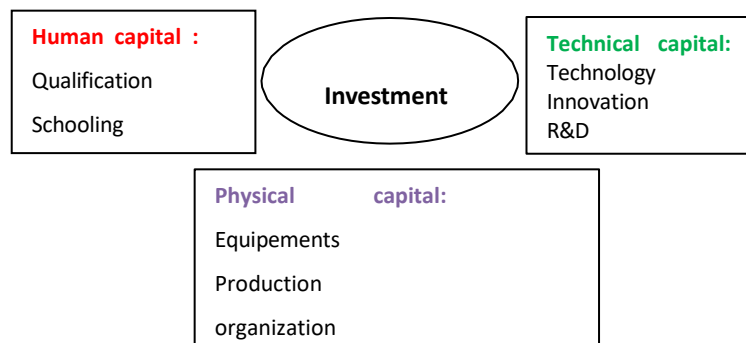 Human capital :
Qualification
Schooling
Investment
Technical capital:
Technology
Innovation
R&D
Physical capital:
Equipements
Production
organization